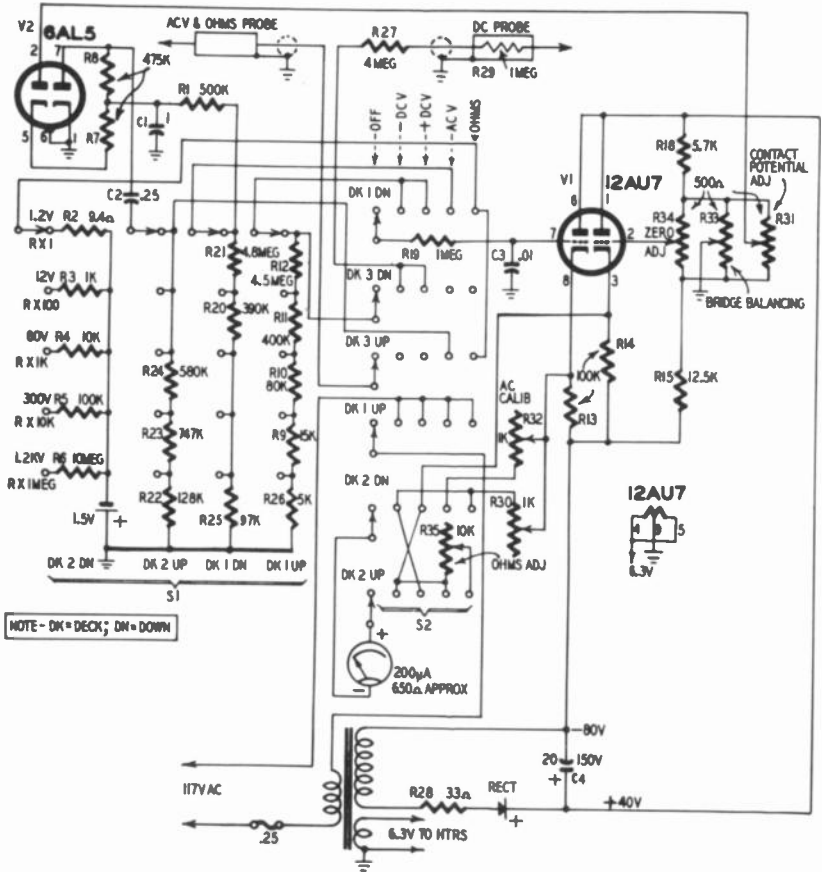 V2
6AL5
2 7
5 6 1
R8
475K
R7
C1
.1
R1 500K
C2 .25
ACV & OHMS PROBE
R27
4 MEG
DC PROBE
R29 1MEG
OFF
-DCV
+DCV
ACV
OHMS
1.2V R2 9.4Ω
R X 1
12V R3 1K
R X 100
80V R4 10K
R X 1K
300V R5 100K
R X 10K
1.2KV R6 10MEG
R X 1MEG
1.5V
+
R24 580K
R23 747K
R22 128K
R21 4.8MEG
R20 390K
R25 .97K
R12
4.5MEG
R11
400K
R10
80K
R9 15K
R26 5K
DK 2 DN
DK 2 UP
DK 1 DN
DK 1 UP
S1
NOTE - DK = DECK; DN = DOWN
DK 1 DN
R19 1MEG
C3 .01
DK 3 DN
DK 3 UP
DK 1 UP
DK 2 DN
DK 2 UP
R35 10K
OHMS ADJ
S2
AC CALIB
R32
1K
R30 1K
+
-
200µA
650Ω APPROX
V1
12AU7
6 1
7 2
8 3
R18 5.7K
500Ω
CONTACT POTENTIAL ADJ
R34
ZERO ADJ
R33
R31
BRIDGE BALANCING
R14
100K
R13
R15 12.5K
12AU7
4 9 5
6.3V
117V AC
.25
R28 33Ω
RECT
+
6.3V TO HTRS
-80V
20 150V
+ C4
+40V